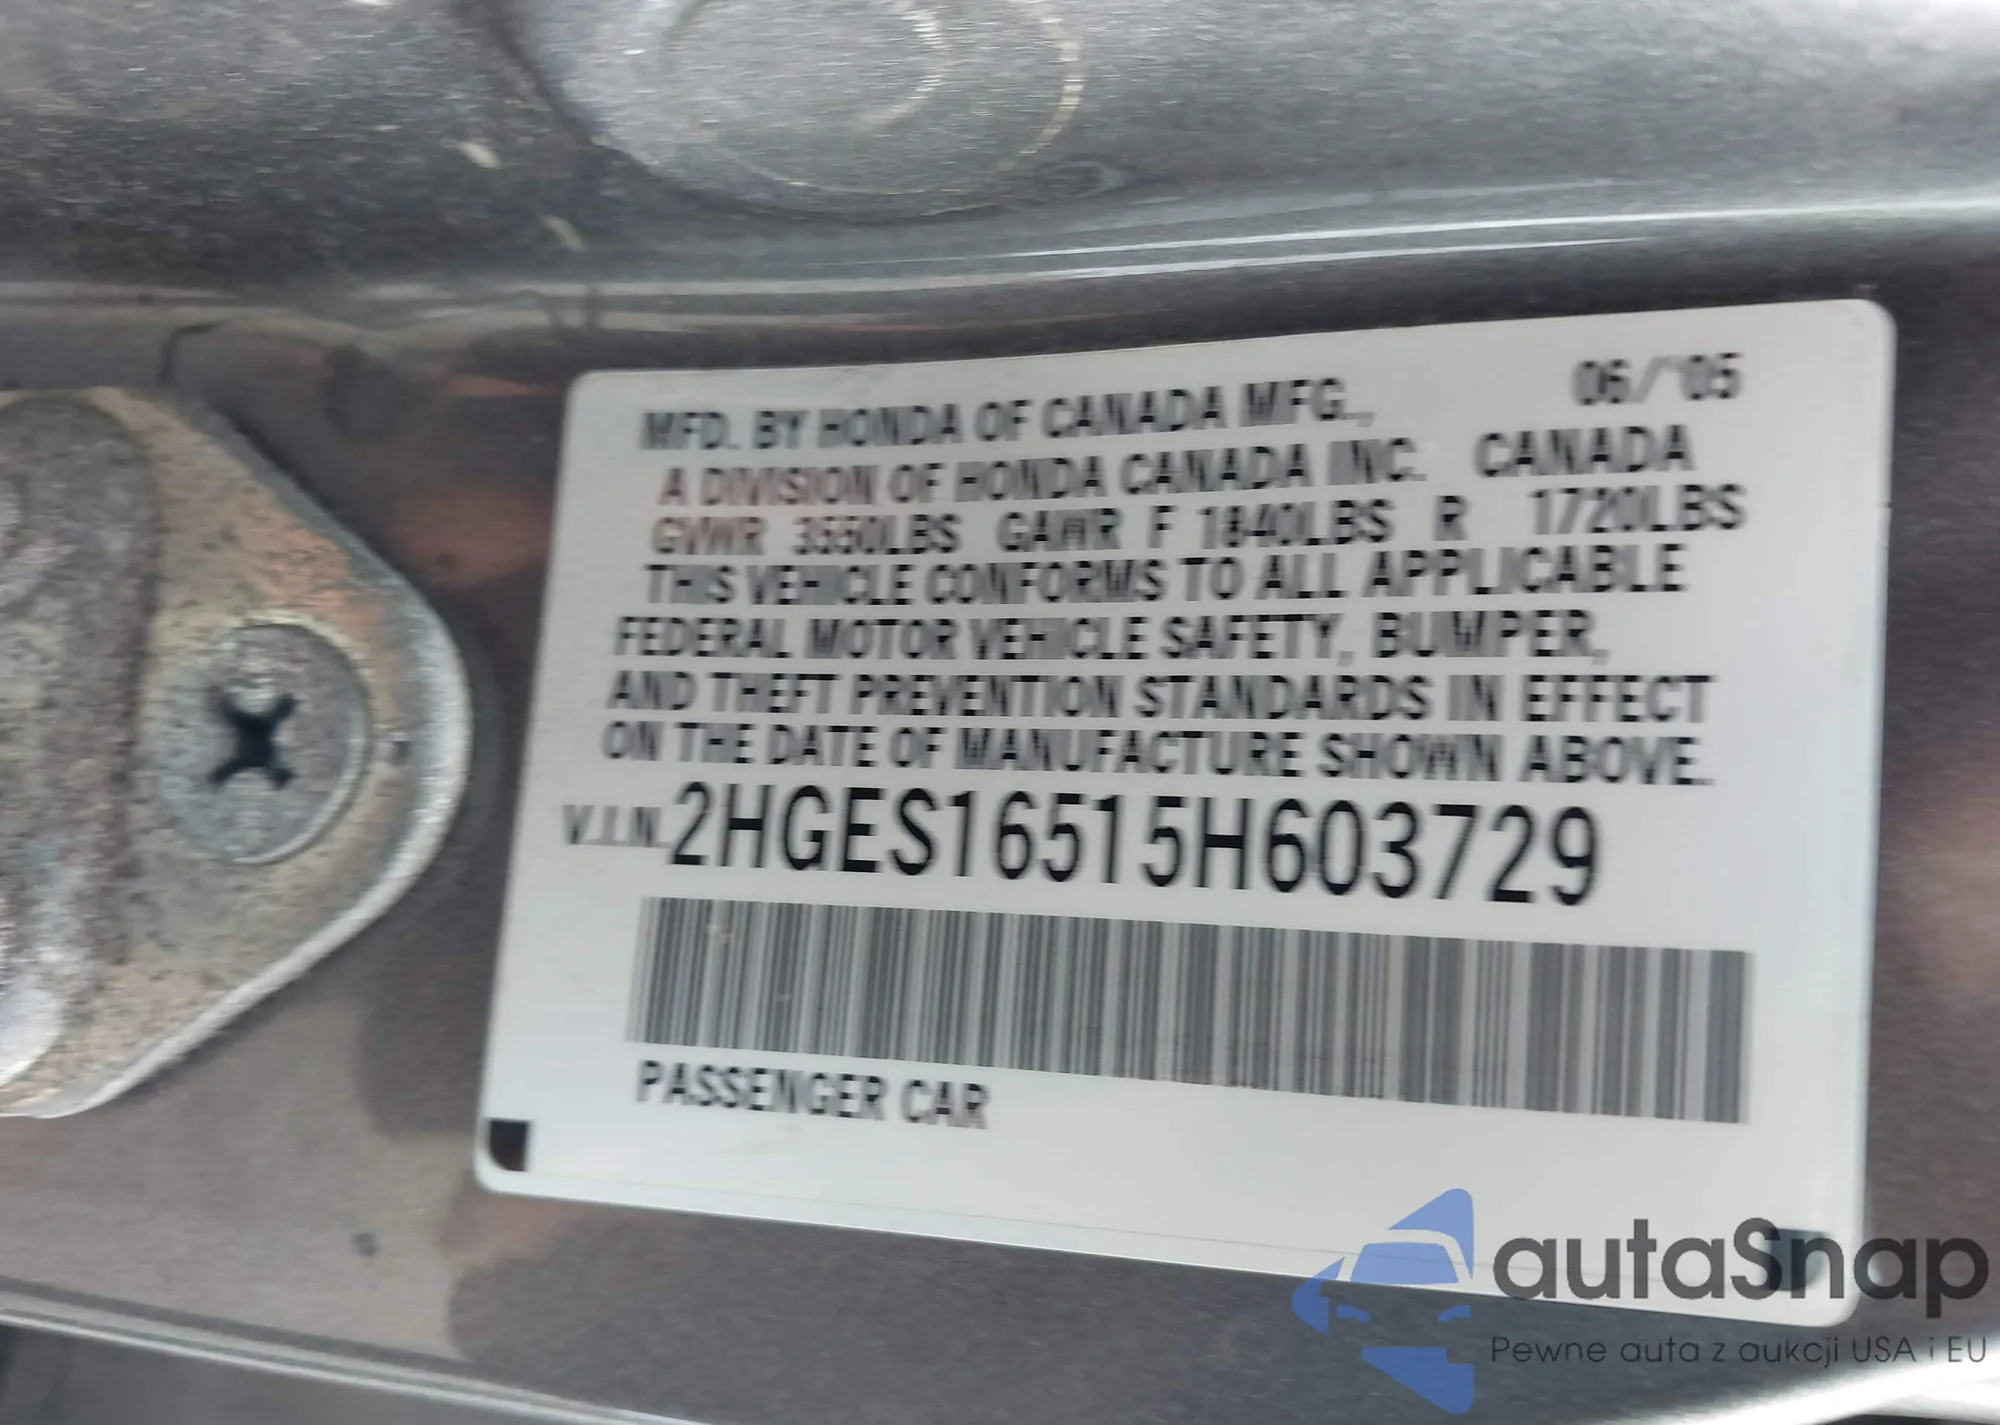 06/'05
MFD. BY HONDA OF CANADA MFG.,
A DIVISION OF HONDA CANADA INC. CANADA
GVWR 3550LBS GAWR F 1840LBS R 1720LBS
THIS VEHICLE CONFORMS TO ALL APPLICABLE
FEDERAL MOTOR VEHICLE SAFETY, BUMPER,
AND THEFT PREVENTION STANDARDS IN EFFECT
ON THE DATE OF MANUFACTURE SHOWN ABOVE.
V.I.N. 2HGES16515H603729
PASSENGER CAR
autaSnap
Pewne auta z aukcji USA i EU